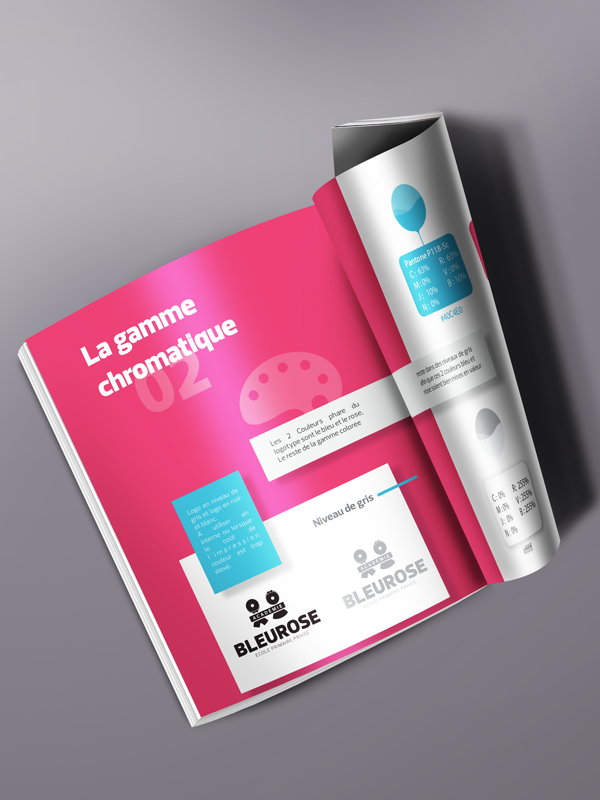 La gamme
chromatique
02
Les 2 Couleurs phare du
logotype sont le bleu et le rose.
Le reste de la gamme colorée
reste dans des niveaux de gris
afin que ces 2 couleurs bleu et
rose soient bien mises en valeur.
Pantone P118-5c
C : 63% R: 63%
M : 0% V : 0%
J : 10% B : 10%
N : 0%
#40C4E0
Logo en niveau de
gris et logo en noir
et blanc.
À utiliser en
interne ou lorsque
le coût de
l'impression
couleur est trop
élevé.
Niveau de gris
ACADEMIE
BLEUROSE
ECOLE PRIMAIRE PRIVÉE
ACADEMIE
BLEUROSE
ECOLE PRIMAIRE PRIVÉE
C : 0% R: 255%
M : 0% V: 255%
J : 0% B: 255%
N : 0%